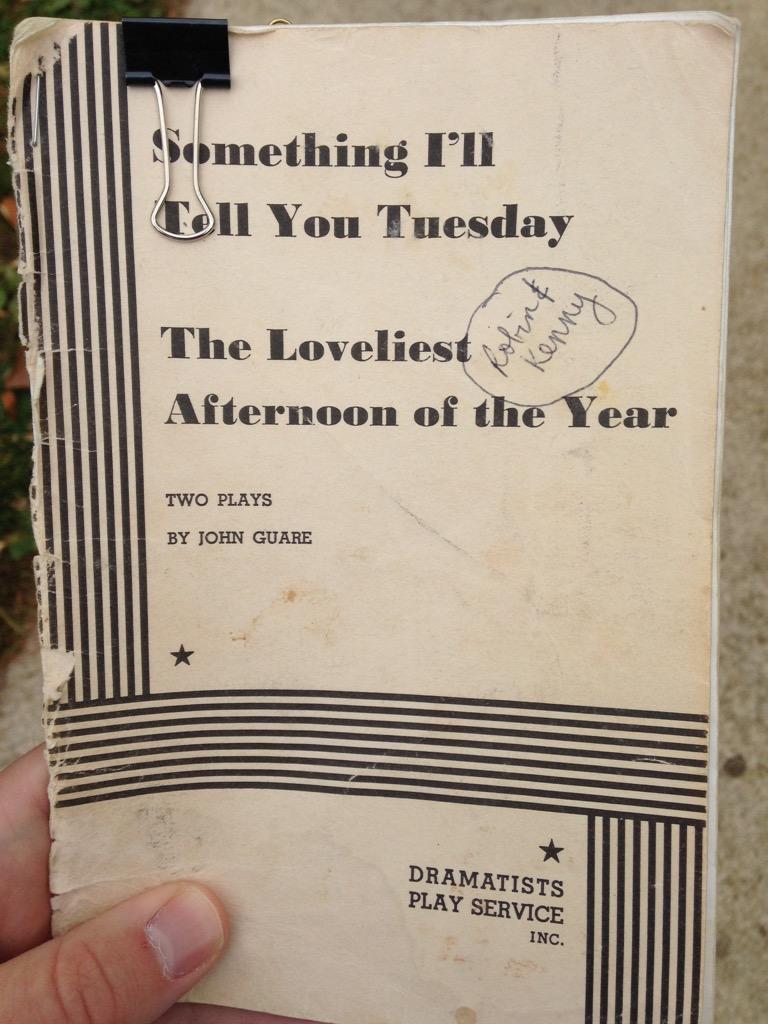 Something I'll
Tell You Tuesday
Robin &
Kenny
The Loveliest
Afternoon of the Year
TWO PLAYS
BY JOHN GUARE
DRAMATISTS
PLAY SERVICE
INC.